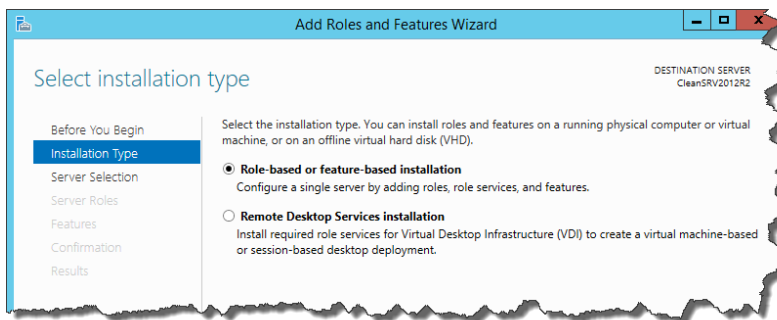 Add Roles and Features Wizard
Select installation type
DESTINATION SERVER
CleanSRV2012R2
Before You Begin
Installation Type
Server Selection
Server Roles
Features
Confirmation
Results
Select the installation type. You can install roles and features on a running physical computer or virtual
machine, or on an offline virtual hard disk (VHD).
Role-based or feature-based installation
Configure a single server by adding roles, role services, and features.
Remote Desktop Services installation
Install required role services for Virtual Desktop Infrastructure (VDI) to create a virtual machine-based
or session-based desktop deployment.